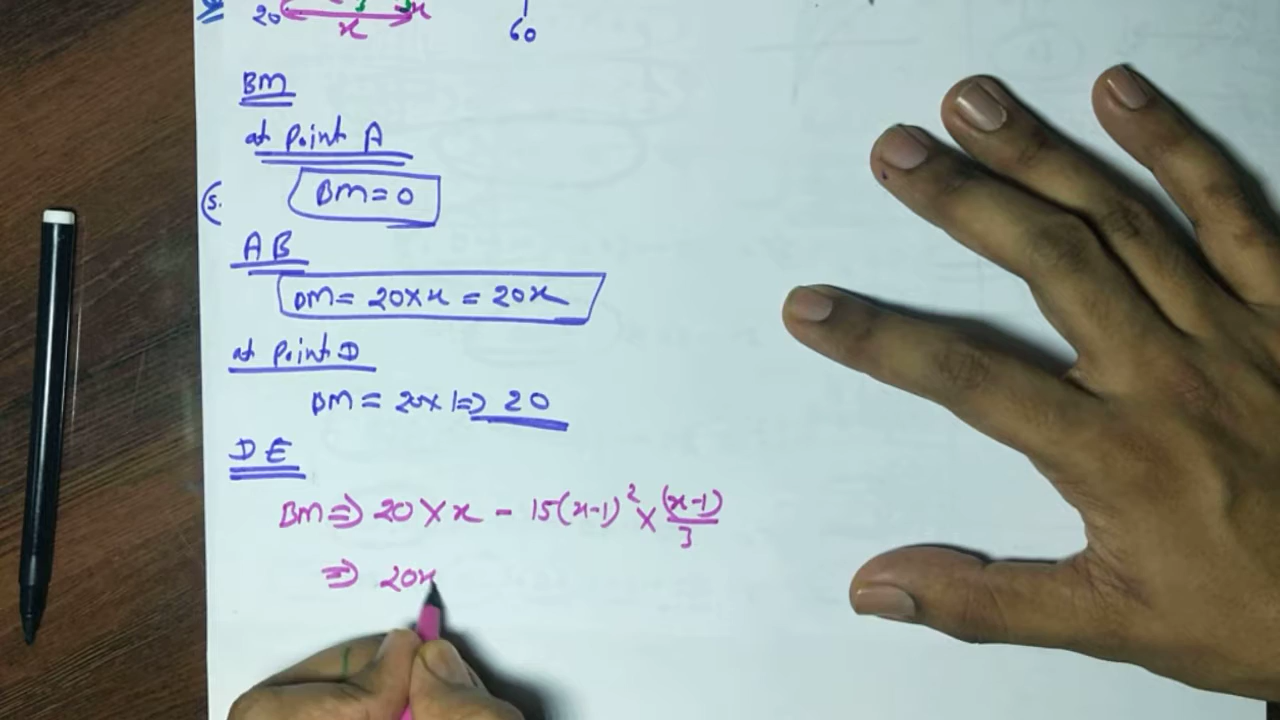 20 x x
60
BM
at point A
(5.
BM = 0
AB
BM = 20×x = 20x
at point D
BM = 20×1 ⇒ 20
DE
BM ⇒ 20 × x - 15(x-1)² × (x-1)/3
⇒ 20x